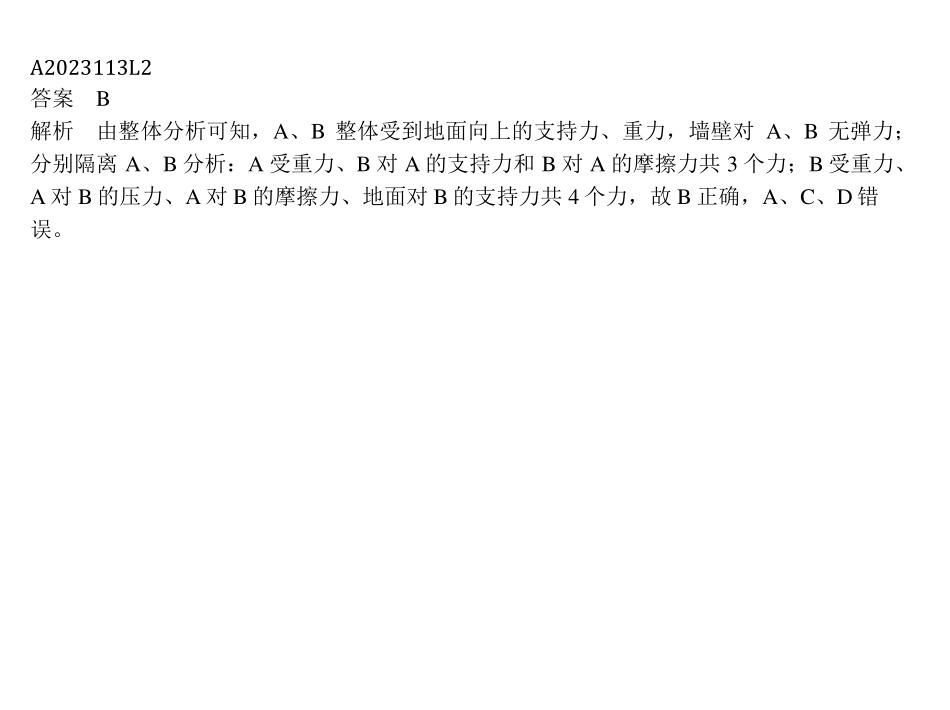 A2023113L2
答案　B
解析　由整体分析可知，A、B 整体受到地面向上的支持力、重力，墙壁对 A、B 无弹力；
分别隔离 A、B 分析：A 受重力、B 对 A 的支持力和 B 对 A 的摩擦力共 3 个力；B 受重力、
A 对 B 的压力、A 对 B 的摩擦力、地面对 B 的支持力共 4 个力，故 B 正确，A、C、D 错
误。